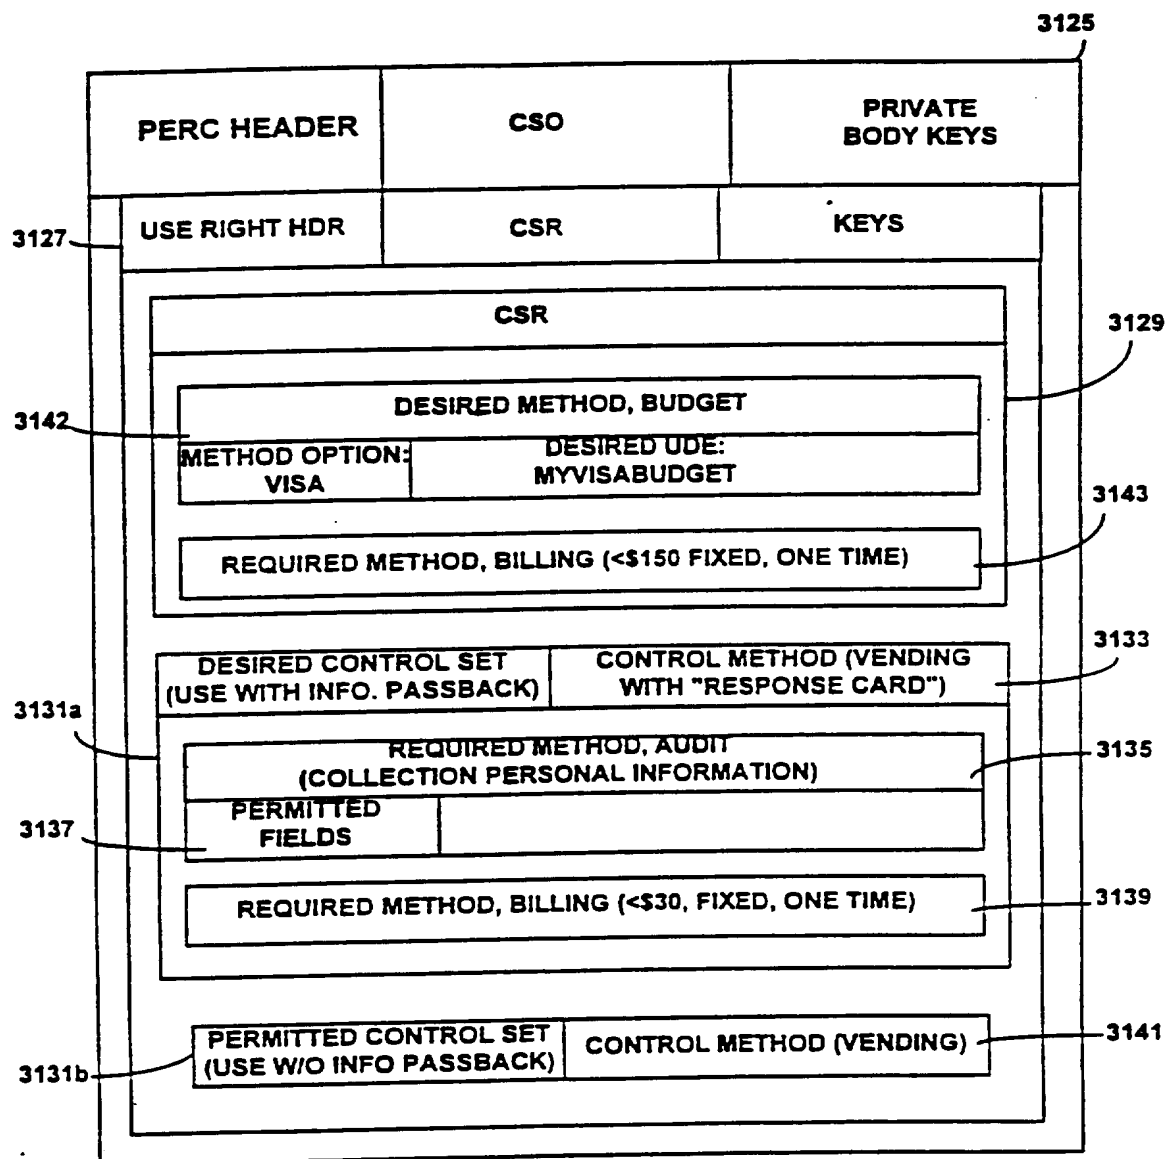 3125
PERC HEADER
CSO
PRIVATE
BODY KEYS
3127
USE RIGHT HDR
CSR
KEYS
CSR
3129
DESIRED METHOD, BUDGET
3142
METHOD OPTION:
VISA
DESIRED UDE:
MYVISABUDGET
3143
REQUIRED METHOD, BILLING (<$150 FIXED, ONE TIME)
DESIRED CONTROL SET
(USE WITH INFO. PASSBACK)
CONTROL METHOD (VENDING
WITH "RESPONSE CARD")
3133
3131a
REQUIRED METHOD, AUDIT
(COLLECTION PERSONAL INFORMATION)
3135
PERMITTED
FIELDS
3137
REQUIRED METHOD, BILLING (<$30, FIXED, ONE TIME)
3139
PERMITTED CONTROL SET
(USE W/O INFO PASSBACK)
CONTROL METHOD (VENDING)
3141
3131b